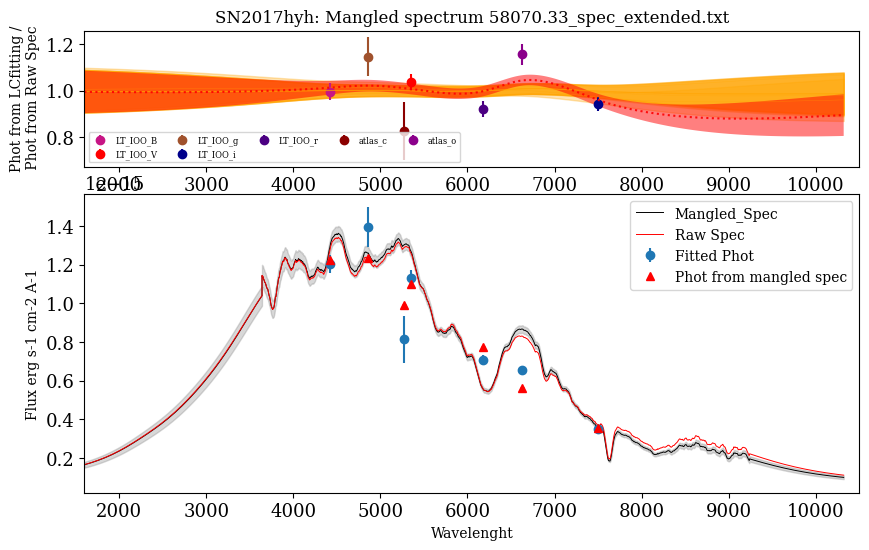 SN2017hyh: Mangled spectrum 58070.33_spec_extended.txt
Phot from LCfitting /
Phot from Raw Spec
1.2
1.0
0.8
LT_IOO_B LT_IOO_g LT_IOO_r atlas_c atlas_o
LT_IOO_V LT_IOO_i
2000 3000 4000 5000 6000 7000 8000 9000 10000
1e−15
Flux erg s-1 cm-2 A-1
1.4
1.2
1.0
0.8
0.6
0.4
0.2
Mangled_Spec
Raw Spec
Fitted Phot
Phot from mangled spec
2000 3000 4000 5000 6000 7000 8000 9000 10000
Wavelenght